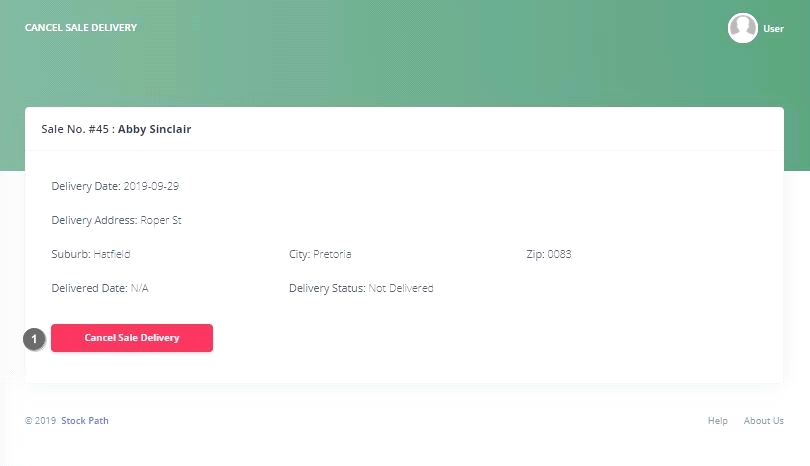 CANCEL SALE DELIVERY
User
Sale No. #45 : Abby Sinclair
Delivery Date: 2019-09-29
Delivery Address: Roper St
Suburb: Hatfield City: Pretoria Zip: 0083
Delivered Date: N/A Delivery Status: Not Delivered
1 Cancel Sale Delivery
© 2019 Stock Path Help About Us